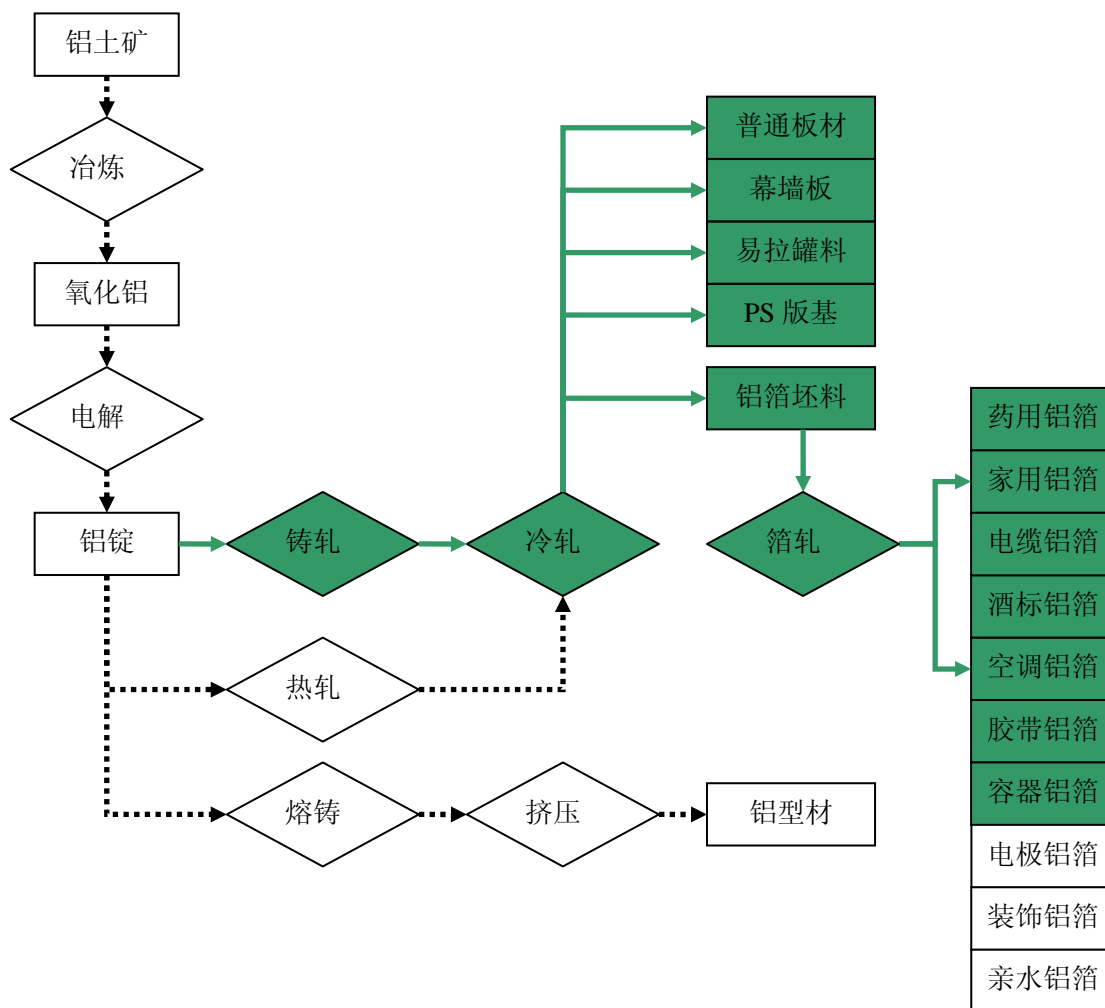 铝土矿
冶炼
氧化铝
电解
铝锭
铸轧
冷轧
热轧
熔铸
挤压
铝型材
普通板材
幕墙板
易拉罐料
PS 版基
铝箔坯料
箔轧
药用铝箔
家用铝箔
电缆铝箔
酒标铝箔
空调铝箔
胶带铝箔
容器铝箔
电极铝箔
装饰铝箔
亲水铝箔